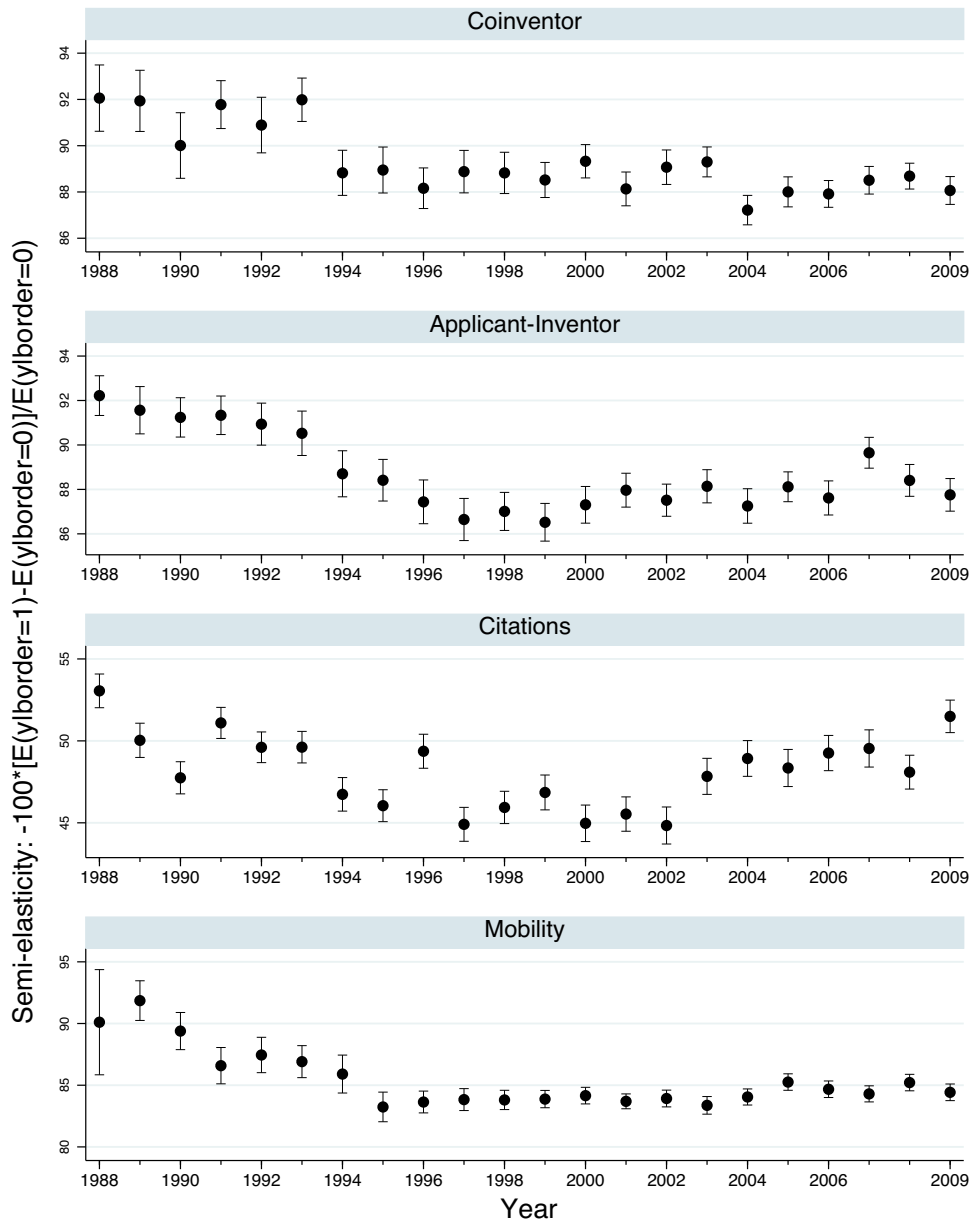 Semi-elasticity: -100*[E(ylborder=1)-E(ylborder=0)]/E(ylborder=0)
Coinventor
94
92
90
88
86
1988 1990 1992 1994 1996 1998 2000 2002 2004 2006 2009
Applicant-Inventor
94
92
90
88
86
1988 1990 1992 1994 1996 1998 2000 2002 2004 2006 2009
Citations
55
50
45
1988 1990 1992 1994 1996 1998 2000 2002 2004 2006 2009
Mobility
95
90
85
80
1988 1990 1992 1994 1996 1998 2000 2002 2004 2006 2009
Year